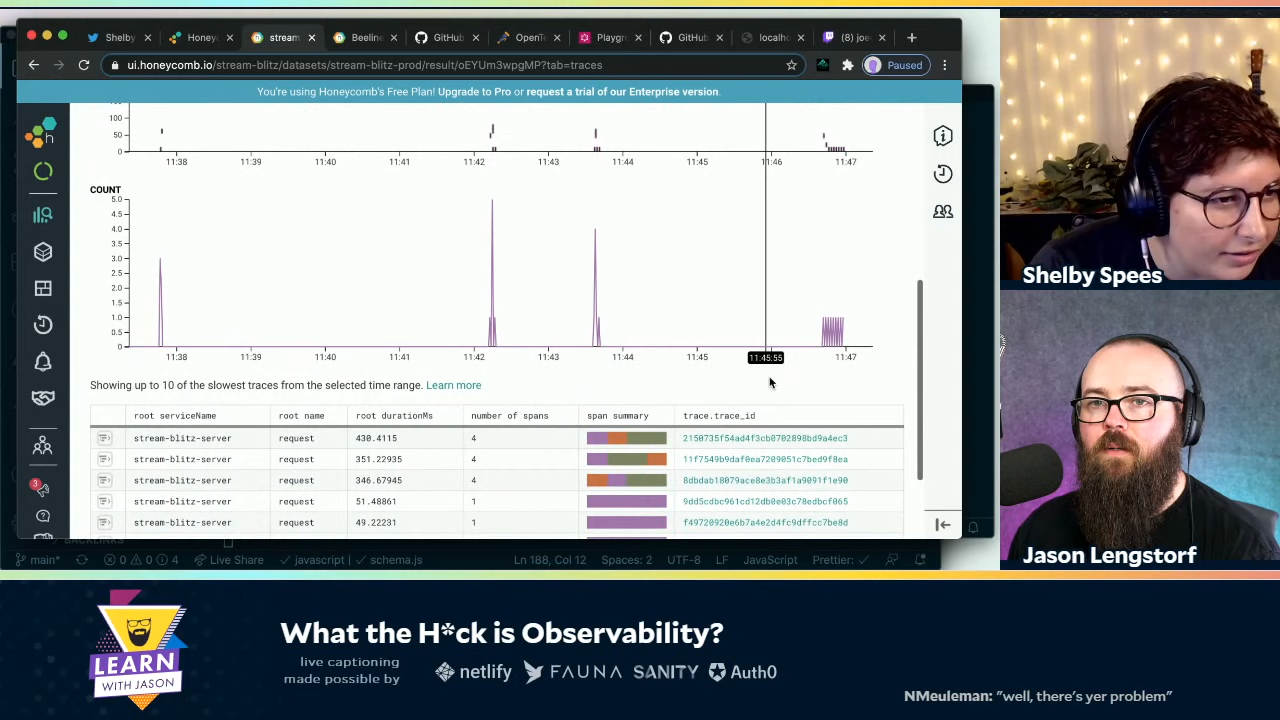 Shelby
Honeyc
stream
Beeline
GitHub
OpenTe
Playgr
GitHub
localho
(8) joe
ui.honeycomb.io/stream-blitz/datasets/stream-blitz-prod/result/oEYUm3wpgMP?tab=traces
Paused
You're using Honeycomb's Free Plan! Upgrade to Pro or request a trial of our Enterprise version.
h
50
0
11:38 11:39 11:40 11:41 11:42 11:43 11:44 11:45 11:46 11:47
COUNT
5.0
4.5
4.0
3.5
3.0
2.5
2.0
1.5
1.0
0.5
0
11:38 11:39 11:40 11:41 11:42 11:43 11:44 11:45 11:45:55 11:47
Showing up to 10 of the slowest traces from the selected time range. Learn more
root serviceName root name root durationMs number of spans span summary trace.trace_id
stream-blitz-server request 430.4115 4 2150735f54ad4f3cb0702898bd9a4ec3
stream-blitz-server request 351.22935 4 11f7549b9daf0ea7209051c7bed9f8ea
stream-blitz-server request 346.67945 4 8dbdab18079ace8e3b3af1a9091f1e90
stream-blitz-server request 51.48861 1 9dd5cdbc961cd12db0e03c78edbcf065
stream-blitz-server request 49.22231 1 f49720920e6b7a4e2d4fc9dffcc7be8d
3
BACKLINKS
main* 0 0 4 Live Share javascript schema.js Ln 188, Col 12 Spaces: 2 UTF-8 LF JavaScript Prettier:
Shelby Spees
Jason Lengstorf
LEARN
WITH JASON
What the H*ck is Observability?
live captioning
made possible by
netlify FAUNA SANITY Auth0
NMeuleman: "well, there's yer problem"